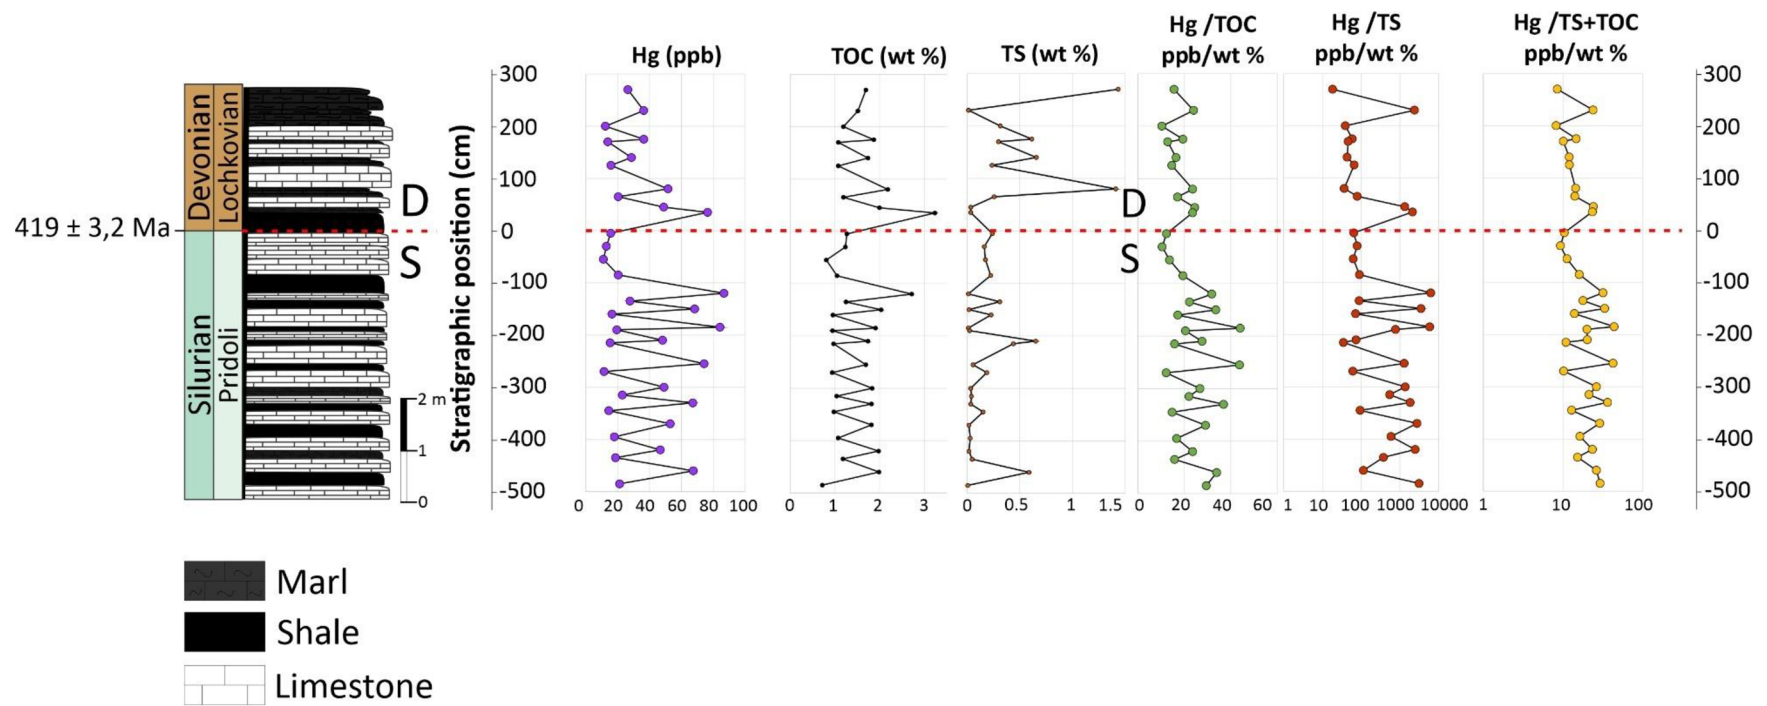 Hg (ppb)
TOC (wt %)
TS (wt %)
Hg /TOC
ppb/wt %
Hg /TS
ppb/wt %
Hg /TS+TOC
ppb/wt %
Devonian
Lochkovian
Silurian
Pridoli
419 ± 3,2 Ma
D
S
2 m
1
0
Stratigraphic position (cm)
300
200
100
0
-100
-200
-300
-400
-500
D
S
300
200
100
0
-100
-200
-300
-400
-500
0 20 40 60 80 100
0 1 2 3
0 0.5 1 1.5
0 20 40 60
1 10 100 1000 10000
1 10 100
Marl
Shale
Limestone